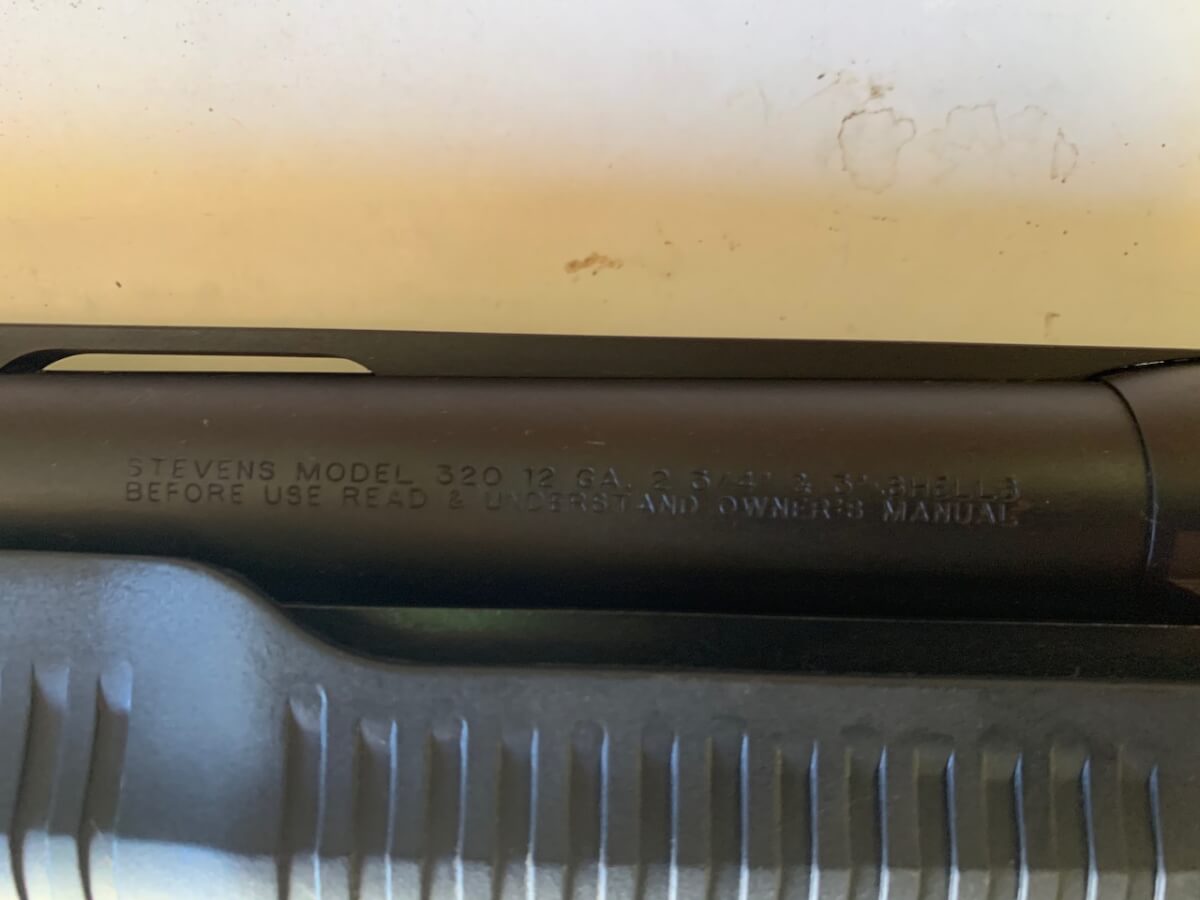 STEVENS MODEL 320 12 GA. 2 3/4" & 3" SHELLS
BEFORE USE READ & UNDERSTAND OWNER'S MANUAL